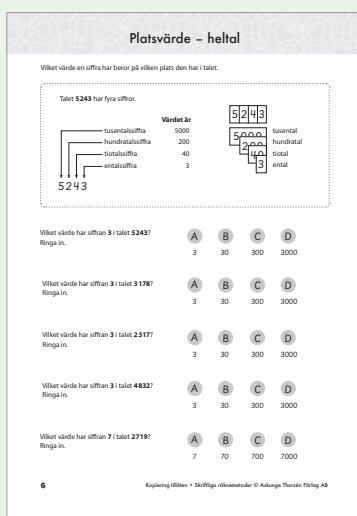 Platsvärde – heltal
Vilket värde en siffra har beror på vilken plats den har i talet.
Talet 5243 har fyra siffror.
Värdet är
tusentalssiffra 5000
hundratalssiffra 200
tiotalssiffra 40
entalssiffra 3
5243
5 2 4 3
5000 tusental
200 hundratal
40 tiotal
3 ental
Vilket värde har siffran 3 i talet 5243?
Ringa in.
A B C D
3 30 300 3000
Vilket värde har siffran 3 i talet 3178?
Ringa in.
A B C D
3 30 300 3000
Vilket värde har siffran 3 i talet 2317?
Ringa in.
A B C D
3 30 300 3000
Vilket värde har siffran 3 i talet 4832?
Ringa in.
A B C D
3 30 300 3000
Vilket värde har siffran 7 i talet 2719?
Ringa in.
A B C D
7 70 700 7000
6 Kopiering tillåten • Skriftliga räknemetoder © Askunge Thorsén Förlag AB